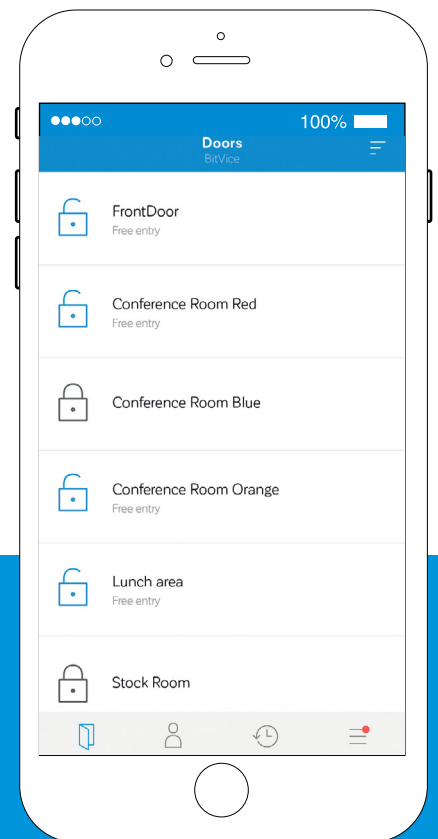 100%
Doors
BitVice
FrontDoor
Free entry
Conference Room Red
Free entry
Conference Room Blue
Conference Room Orange
Free entry
Lunch area
Free entry
Stock Room